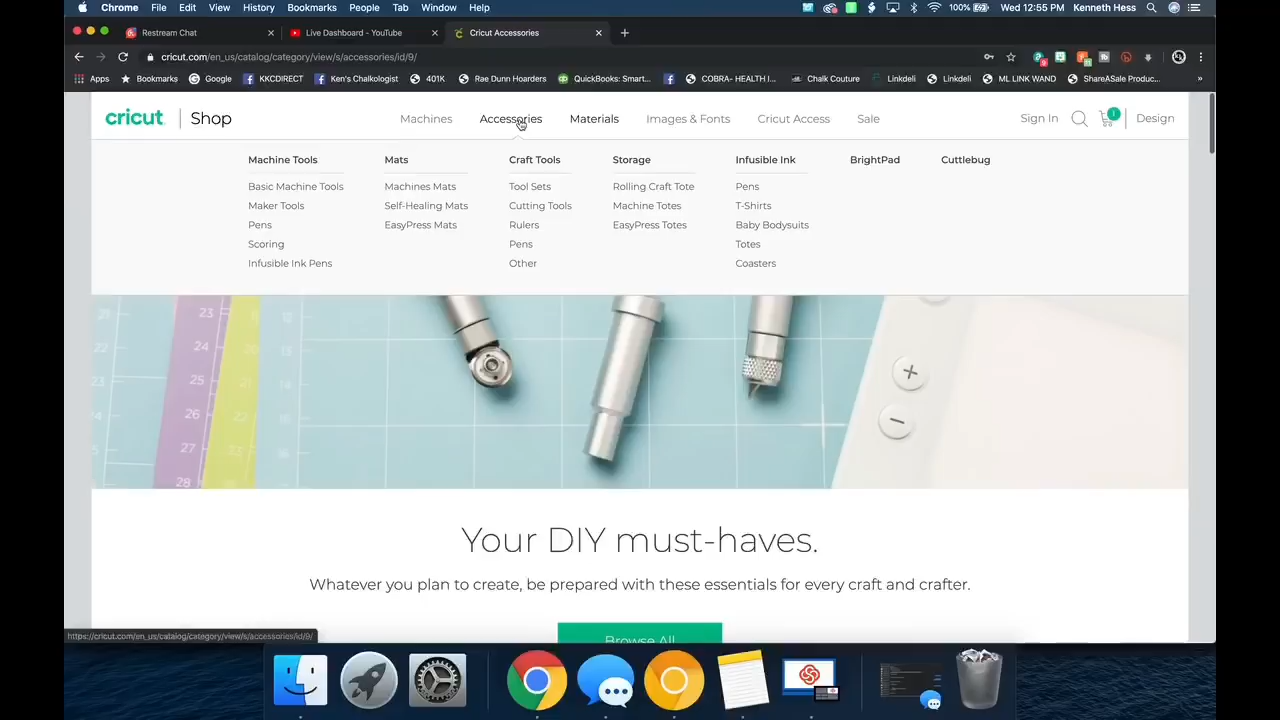 Chrome File Edit View History Bookmarks People Tab Window Help 100% Wed 12:55 PM Kenneth Hess
Restream Chat Live Dashboard - YouTube Cricut Accessories
cricut.com/en_us/catalog/category/view/s/accessories/id/9/
Apps Bookmarks Google KKCDIRECT Ken's Chalkologist 401K Rae Dunn Hoarders QuickBooks: Smart... COBRA- HEALTH I... Chalk Couture Linkdeli Linkdeli ML LINK WAND ShareASale Produc... »
cricut Shop Machines Accessories Materials Images & Fonts Cricut Access Sale Sign In 1 Design
Machine Tools Mats Craft Tools Storage Infusible Ink BrightPad Cuttlebug
Basic Machine Tools Machines Mats Tool Sets Rolling Craft Tote Pens
Maker Tools Self-Healing Mats Cutting Tools Machine Totes T-Shirts
Pens EasyPress Mats Rulers EasyPress Totes Baby Bodysuits
Scoring Pens Totes
Infusible Ink Pens Other Coasters
23
24
25
26
27
28
Your DIY must-haves.
Whatever you plan to create, be prepared with these essentials for every craft and crafter.
Browse All
https://cricut.com/en_us/catalog/category/view/s/accessories/id/9/